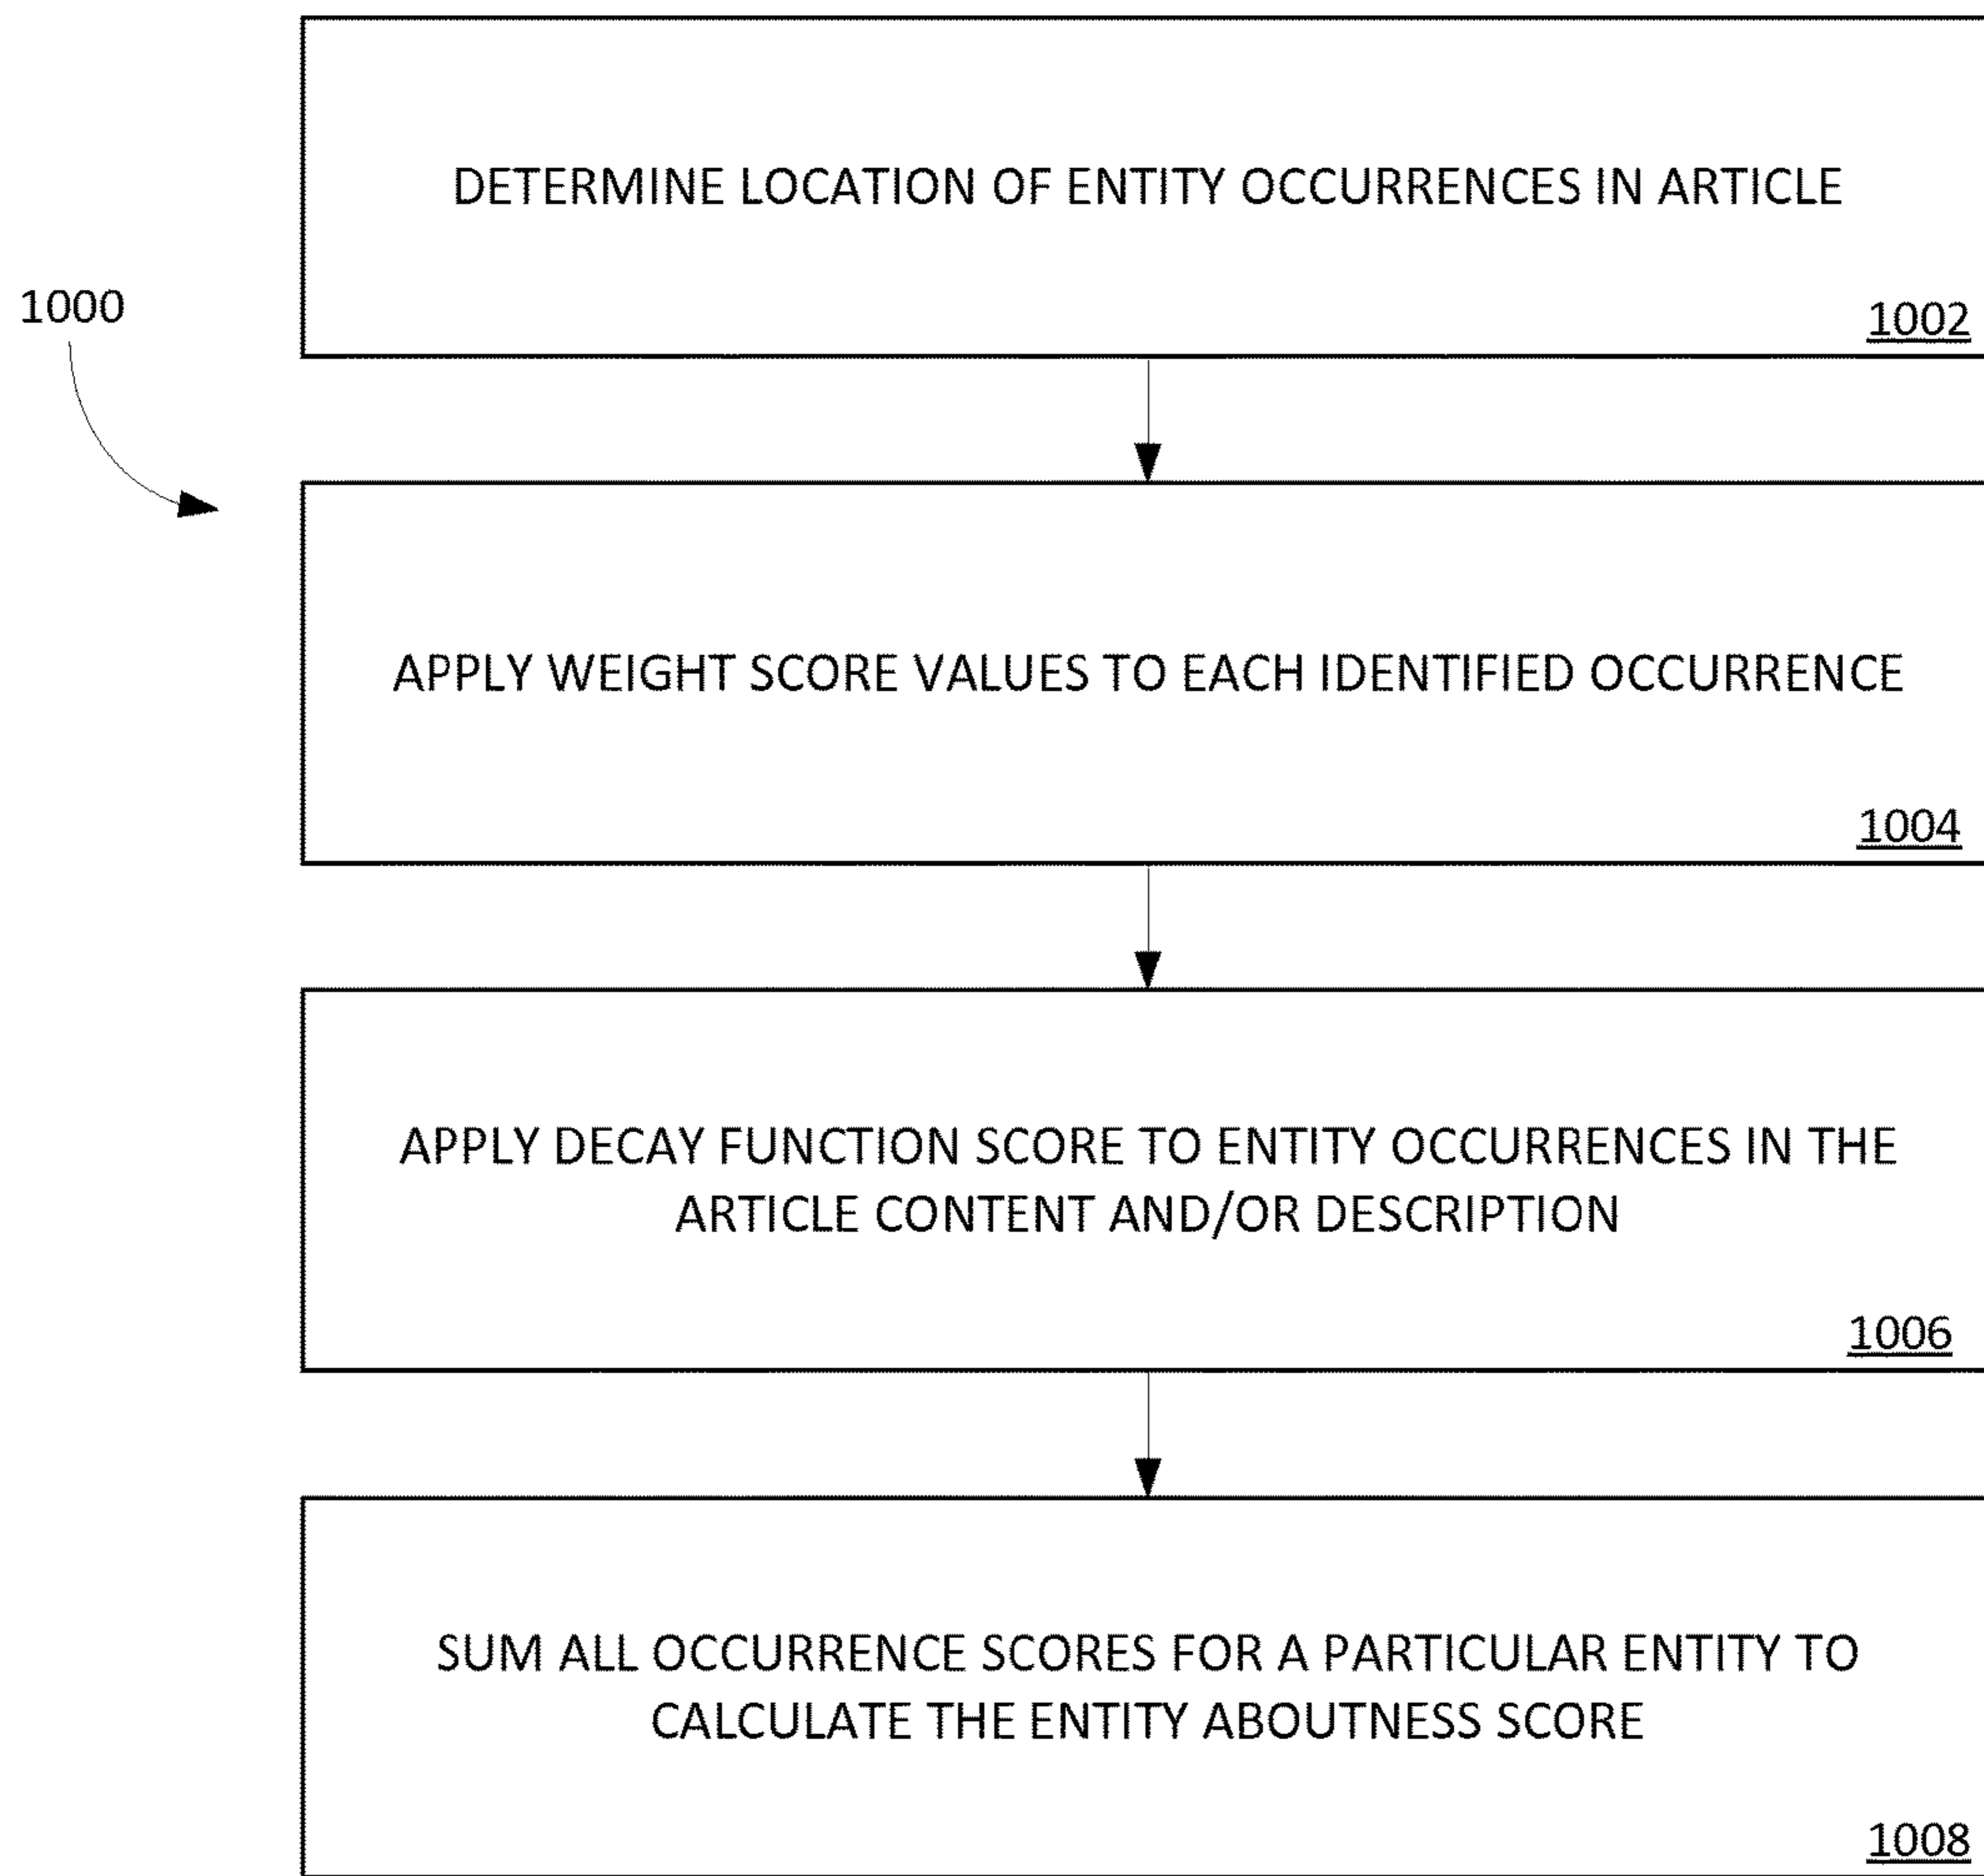 DETERMINE LOCATION OF ENTITY OCCURRENCES IN ARTICLE
1002
1000
APPLY WEIGHT SCORE VALUES TO EACH IDENTIFIED OCCURRENCE
1004
APPLY DECAY FUNCTION SCORE TO ENTITY OCCURRENCES IN THE
ARTICLE CONTENT AND/OR DESCRIPTION
1006
SUM ALL OCCURRENCE SCORES FOR A PARTICULAR ENTITY TO
CALCULATE THE ENTITY ABOUTNESS SCORE
1008